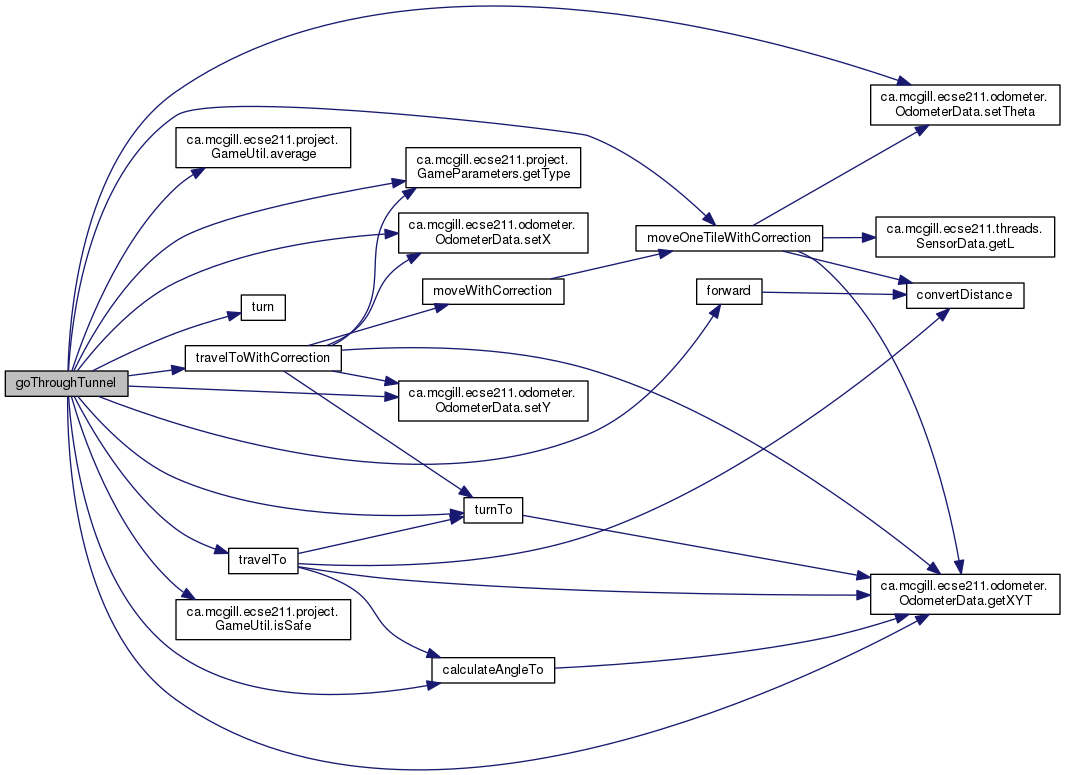 goThroughTunnel
ca.mcgill.ecse211.project.
GameUtil.average
turn
travelToWithCorrection
travelTo
ca.mcgill.ecse211.project.
GameUtil.isSafe
ca.mcgill.ecse211.project.
GameParameters.getType
ca.mcgill.ecse211.odometer.
OdometerData.setX
moveWithCorrection
ca.mcgill.ecse211.odometer.
OdometerData.setY
turnTo
calculateAngleTo
moveOneTileWithCorrection
forward
ca.mcgill.ecse211.odometer.
OdometerData.setTheta
ca.mcgill.ecse211.threads.
SensorData.getL
convertDistance
ca.mcgill.ecse211.odometer.
OdometerData.getXYT